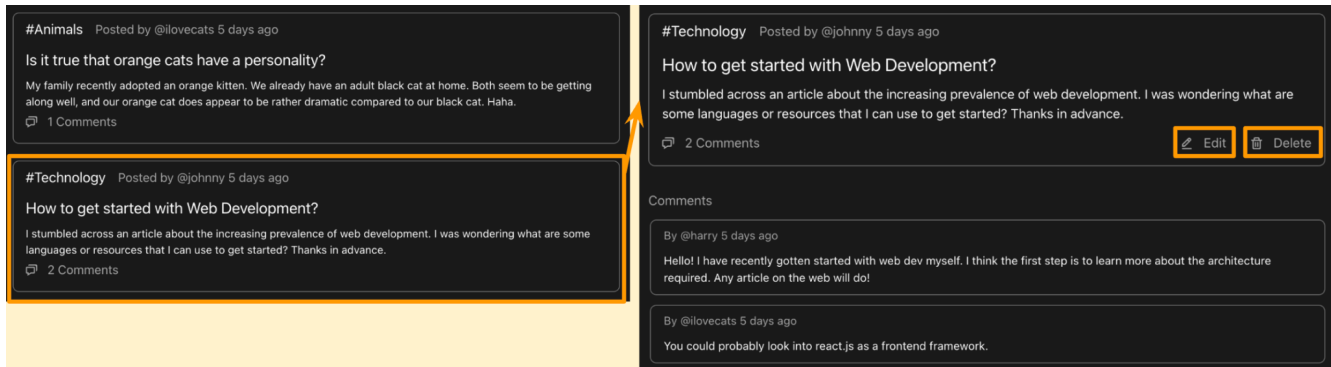 #Animals Posted by @ilovecats 5 days ago
Is it true that orange cats have a personality?
My family recently adopted an orange kitten. We already have an adult black cat at home. Both seem to be getting
along well, and our orange cat does appear to be rather dramatic compared to our black cat. Haha.
1 Comments
#Technology Posted by @johnny 5 days ago
How to get started with Web Development?
I stumbled across an article about the increasing prevalence of web development. I was wondering what are some
languages or resources that I can use to get started? Thanks in advance.
2 Comments
#Technology Posted by @johnny 5 days ago
How to get started with Web Development?
I stumbled across an article about the increasing prevalence of web development. I was wondering what are
some languages or resources that I can use to get started? Thanks in advance.
2 Comments Edit Delete
Comments
By @harry 5 days ago
Hello! I have recently gotten started with web dev myself. I think the first step is to learn more about the architecture
required. Any article on the web will do!
By @ilovecats 5 days ago
You could probably look into react.js as a frontend framework.